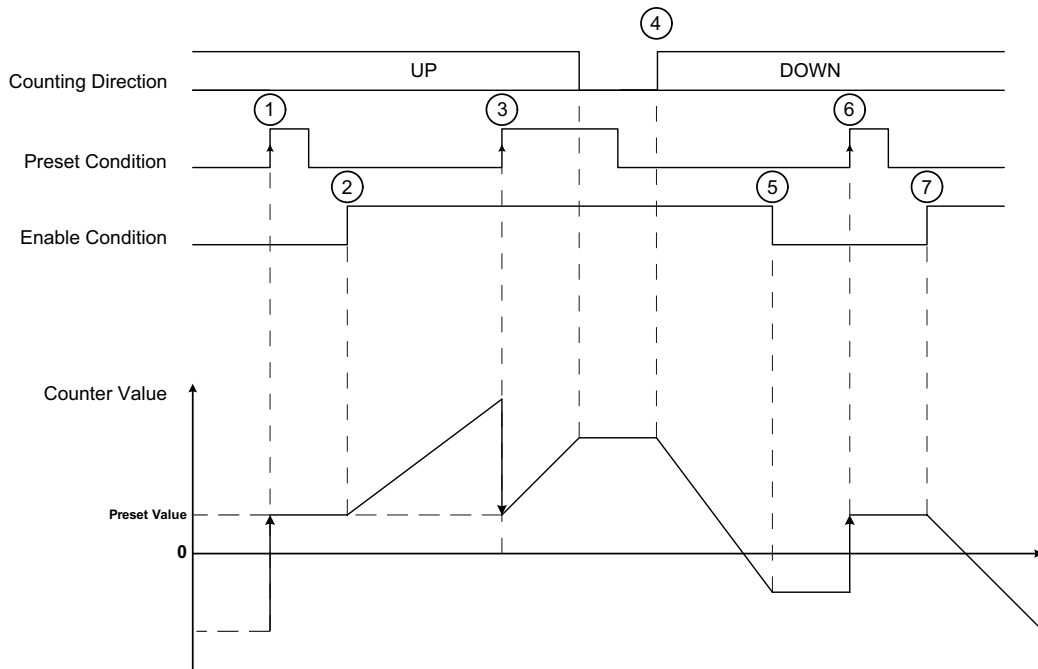 4
UP
DOWN
Counting Direction
1
3
6
Preset Condition
2
5
7
Enable Condition
Counter Value
Preset Value
0